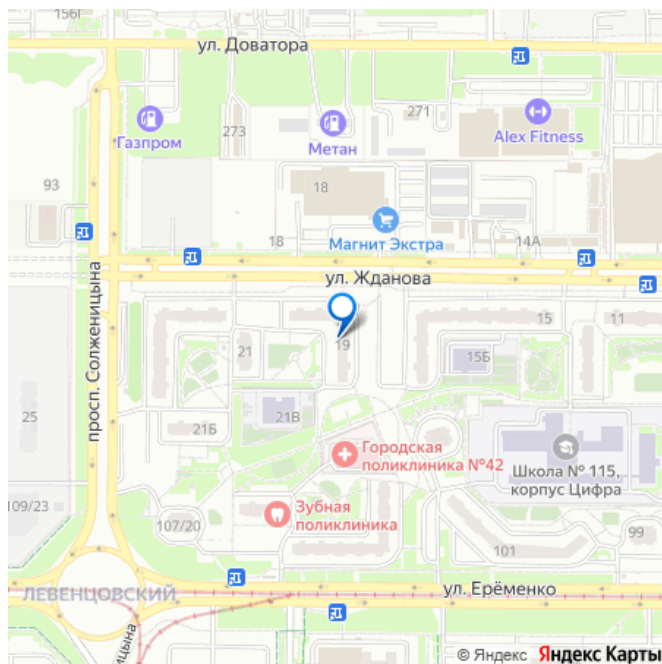 156Г
ул. Доватора
Газпром
273
Метан
271
Alex Fitness
93
18
Магнит Экстра
18
14А
ул. Жданова
просп. Солженицына
19
21
15
11
15Б
25
21Б
21В
Городская
поликлиника №42
Школа № 115,
корпус Цифра
109/23
Зубная
поликлиника
107/20
101
99
ЛЕВЕНЦОВСКИЙ
ул. Ерёменко
© Яндекс Яндекс Карты